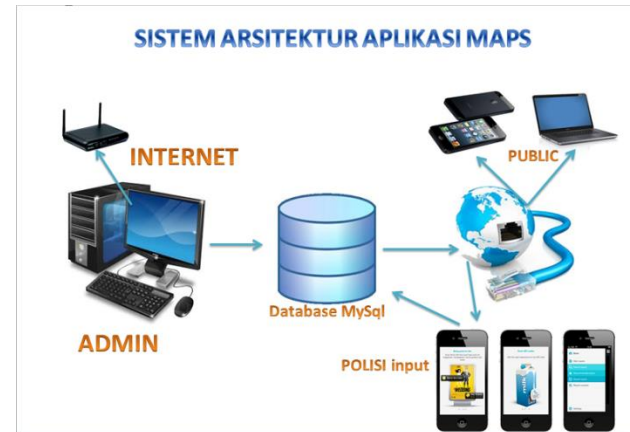 SISTEM ARSITEKTUR APLIKASI MAPS
INTERNET
PUBLIC
Database MySql
ADMIN
POLISI input